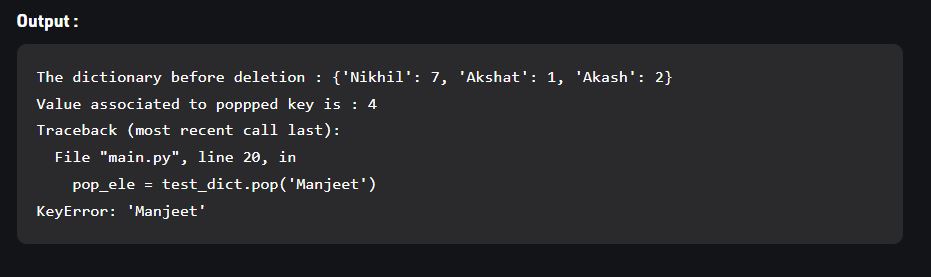 Output :
The dictionary before deletion : {'Nikhil': 7, 'Akshat': 1, 'Akash': 2}
Value associated to poppped key is : 4
Traceback (most recent call last):
  File "main.py", line 20, in
    pop_ele = test_dict.pop('Manjeet')
KeyError: 'Manjeet'